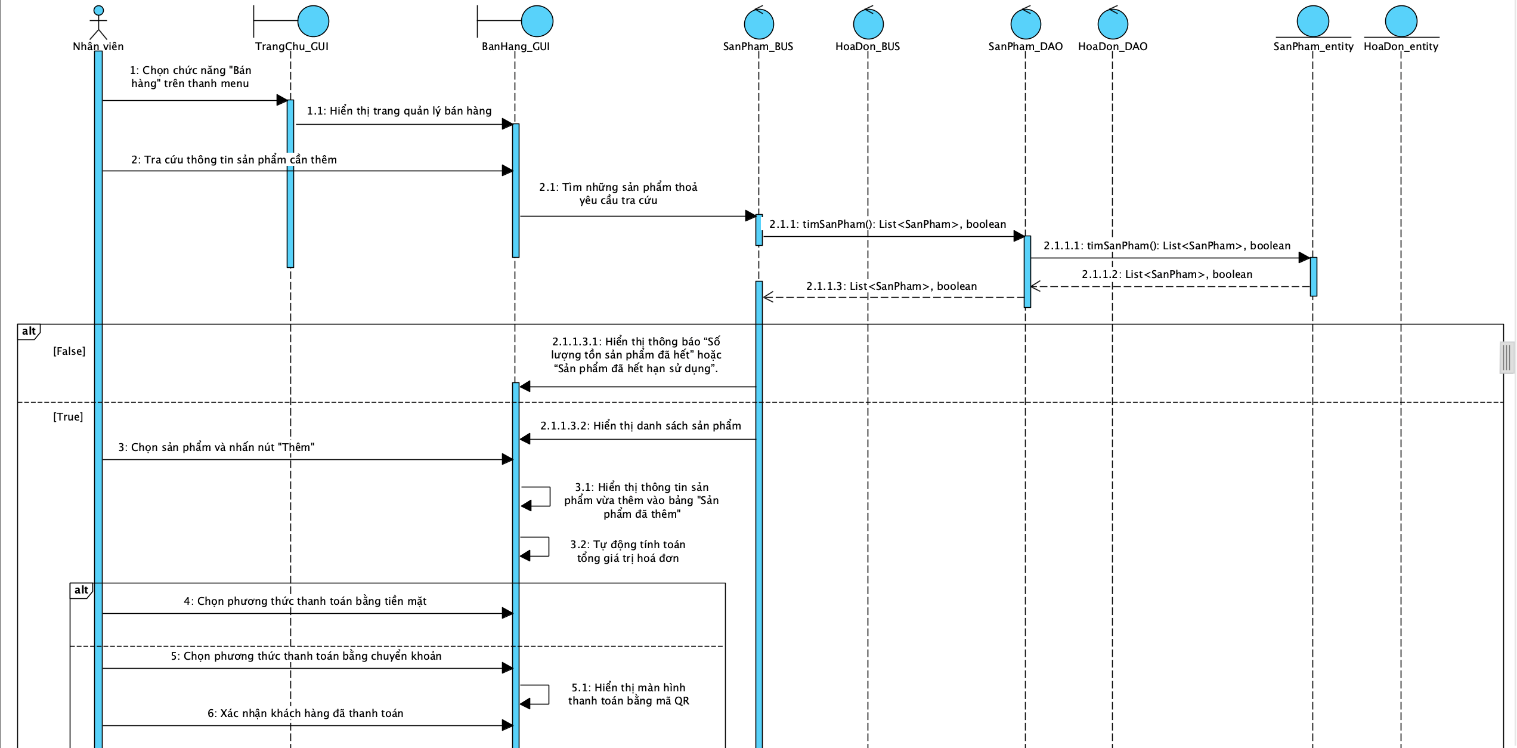 Nhân viên
TrangChu_GUI
BanHang_GUI
SanPham_BUS
HoaDon_BUS
SanPham_DAO
HoaDon_DAO
SanPham_entity
HoaDon_entity
1: Chọn chức năng "Bán
hàng" trên thanh menu
1.1: Hiển thị trang quản lý bán hàng
2: Tra cứu thông tin sản phẩm cần thêm
2.1: Tìm những sản phẩm thoả
yêu cầu tra cứu
2.1.1: timSanPham(): List<SanPham>, boolean
2.1.1.1: timSanPham(): List<SanPham>, boolean
2.1.1.2: List<SanPham>, boolean
2.1.1.3: List<SanPham>, boolean
alt
[False]
2.1.1.3.1: Hiển thị thông báo “Số
lượng tồn sản phẩm đã hết” hoặc
“Sản phẩm đã hết hạn sử dụng”.
[True]
2.1.1.3.2: Hiển thị danh sách sản phẩm
3: Chọn sản phẩm và nhấn nút "Thêm"
3.1: Hiển thị thông tin sản
phẩm vừa thêm vào bảng "Sản
phẩm đã thêm"
3.2: Tự động tính toán
tổng giá trị hoá đơn
alt
4: Chọn phương thức thanh toán bằng tiền mặt
5: Chọn phương thức thanh toán bằng chuyển khoản
5.1: Hiển thị màn hình
thanh toán bằng mã QR
6: Xác nhận khách hàng đã thanh toán